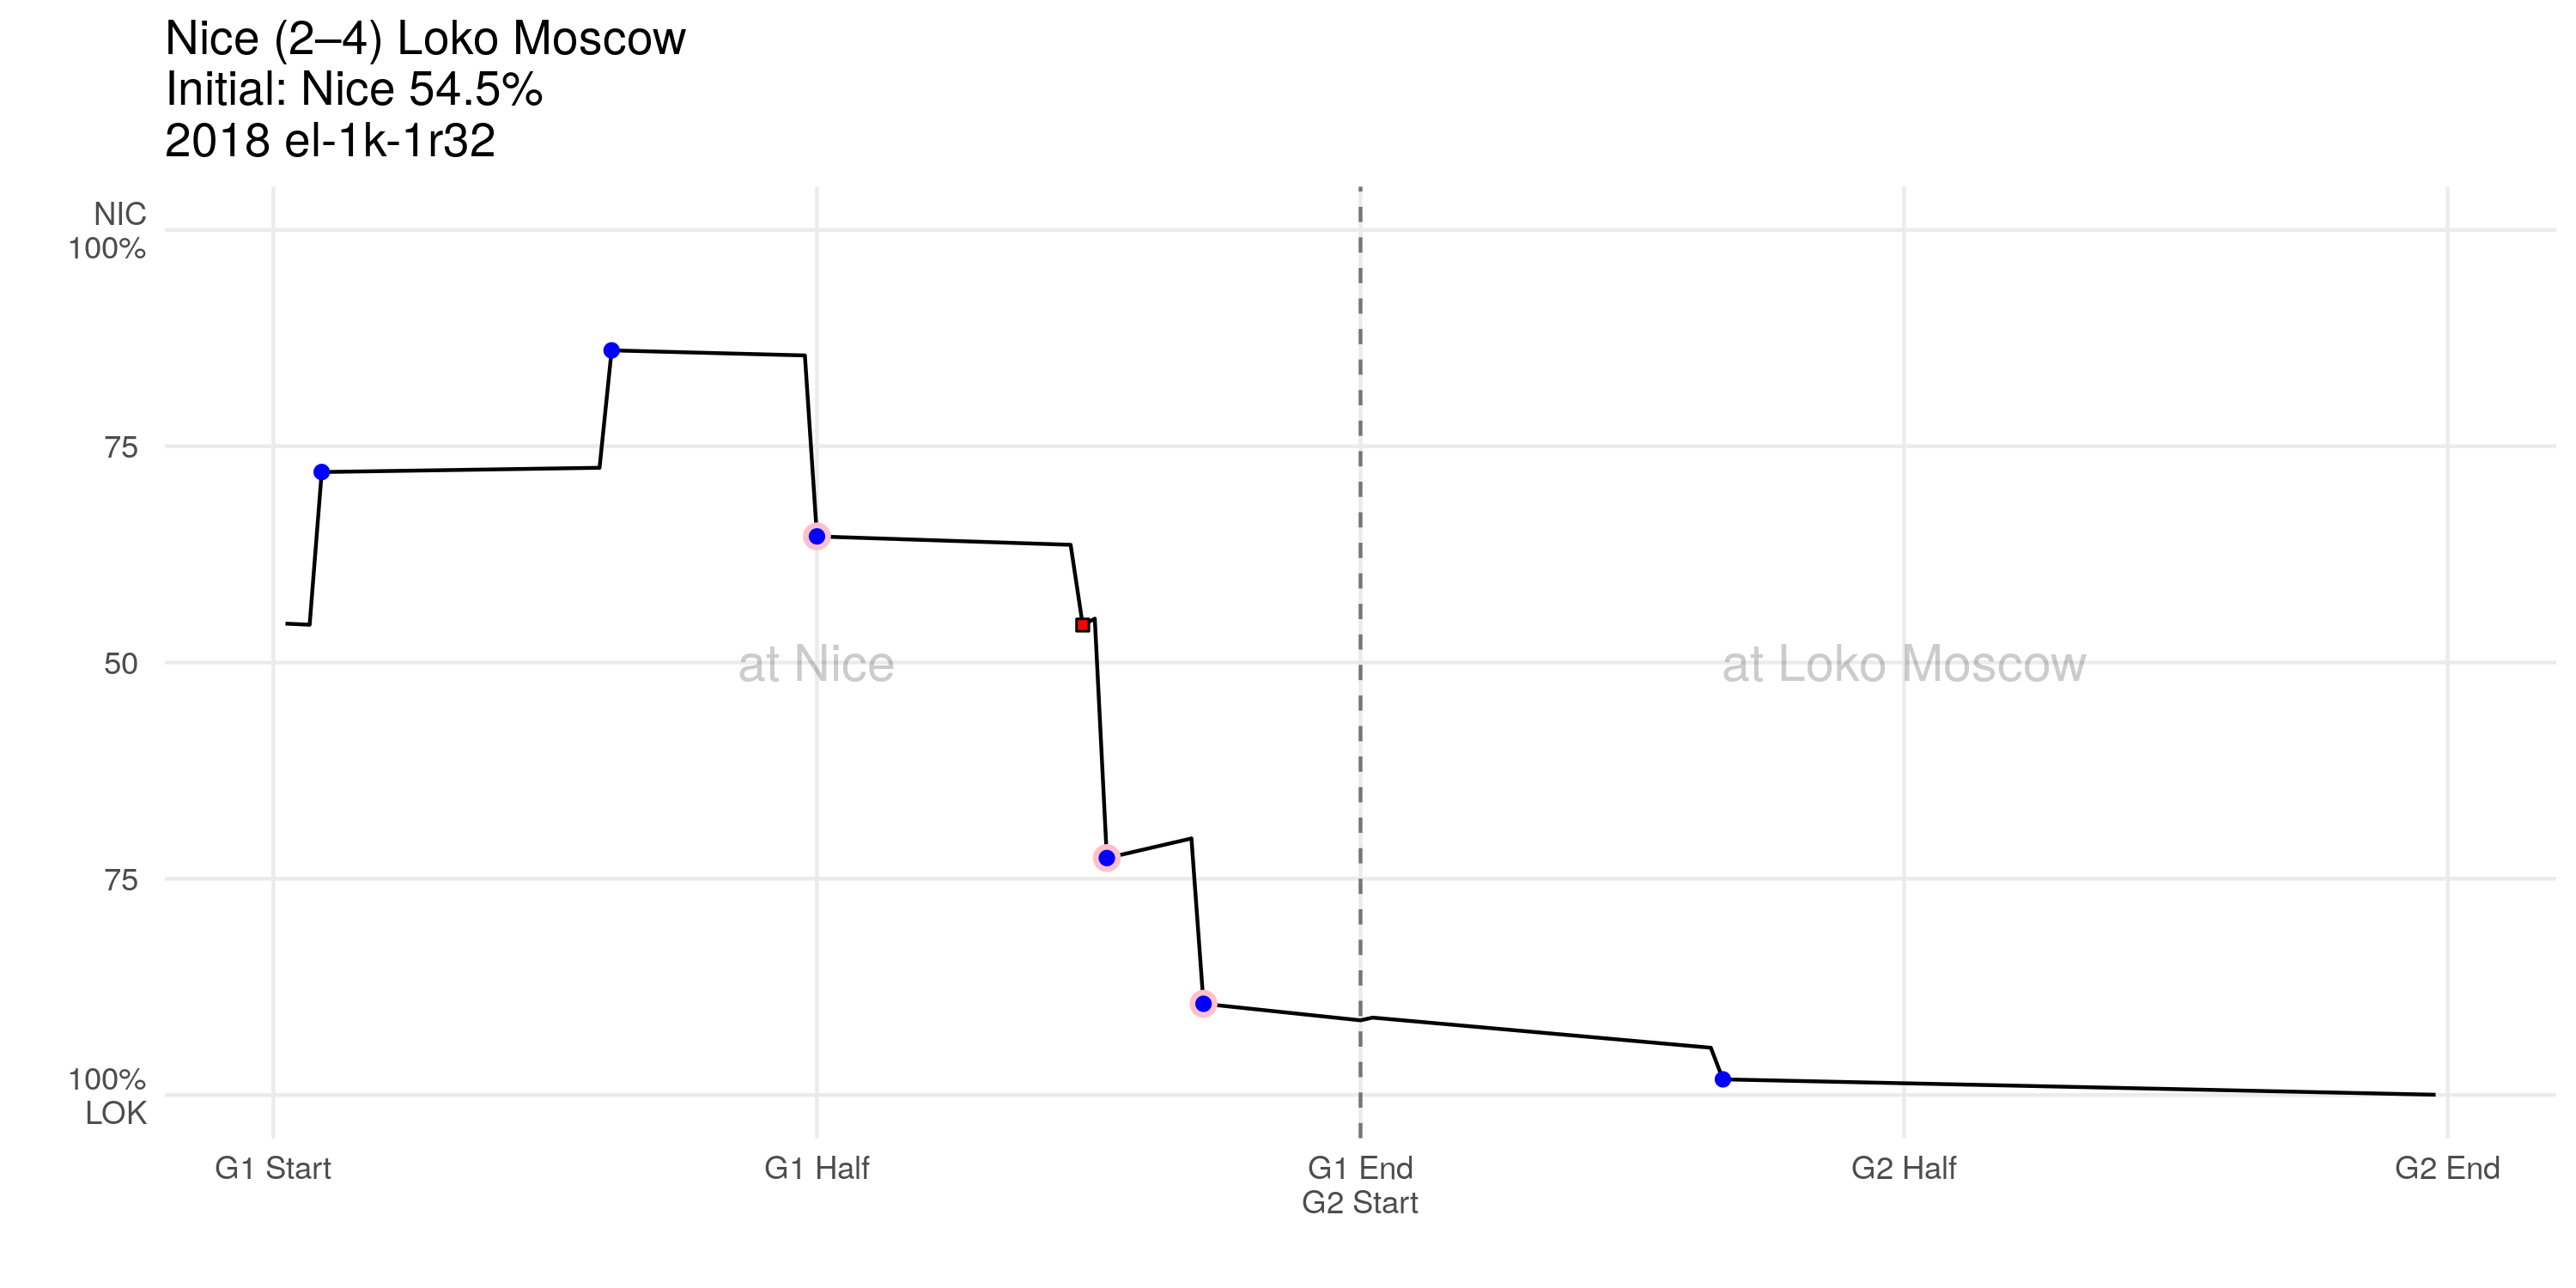 Nice (2–4) Loko Moscow
Initial: Nice 54.5%
2018 el-1k-1r32
NIC
100%
75
50
75
100%
LOK
at Nice
at Loko Moscow
G1 Start
G1 Half
G1 End
G2 Start
G2 Half
G2 End